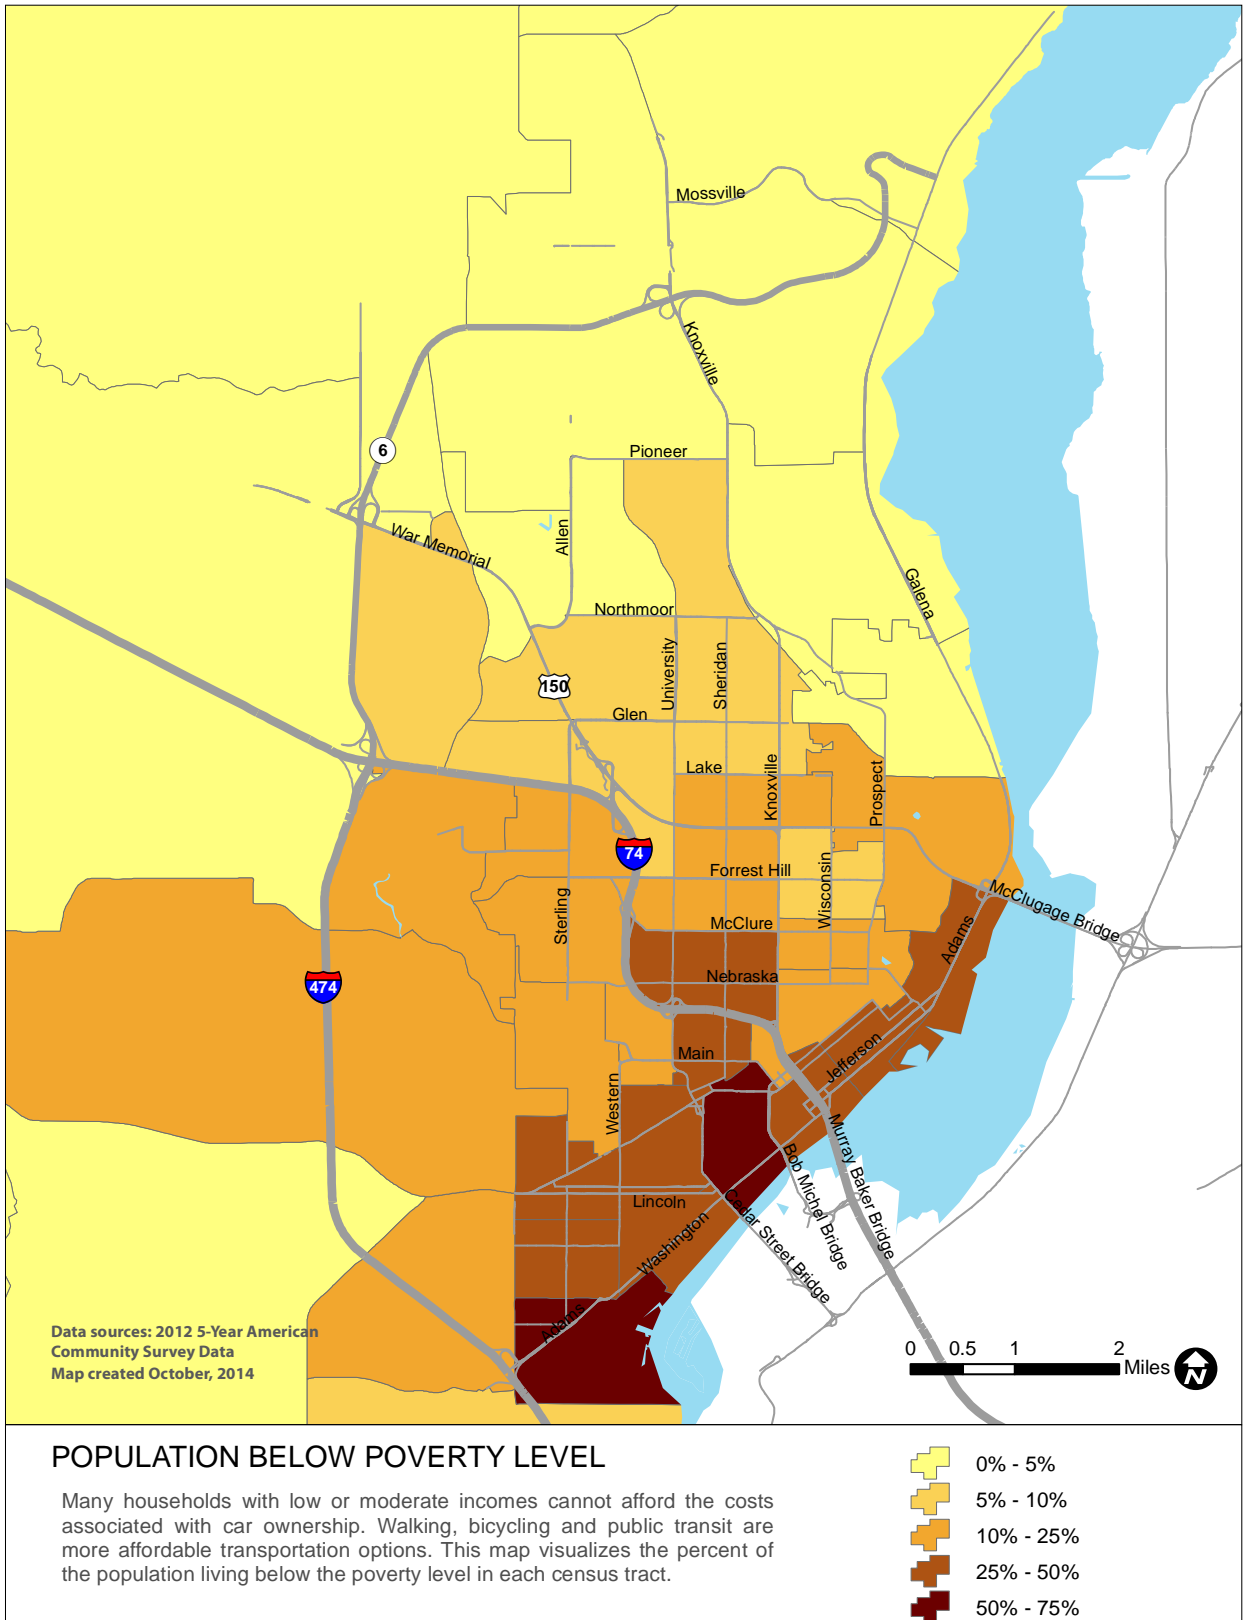 Mossville
Knoxville
6
Pioneer
War Memorial
Allen
Galena
Northmoor
University
Sheridan
150
Glen
Lake
Knoxville
Prospect
74
Forrest Hill
Wisconsin
McClugage Bridge
Sterling
McClure
Adams
Nebraska
474
Main
Jefferson
Western
Murray Baker Bridge
Bob Michel Bridge
Lincoln
Cedar Street Bridge
Washington
Adams
Data sources: 2012 5-Year American
Community Survey Data
Map created October, 2014
0 0.5 1 2
Miles
N
POPULATION BELOW POVERTY LEVEL
Many households with low or moderate incomes cannot afford the costs
associated with car ownership. Walking, bicycling and public transit are
more affordable transportation options. This map visualizes the percent of
the population living below the poverty level in each census tract.
0% - 5%
5% - 10%
10% - 25%
25% - 50%
50% - 75%